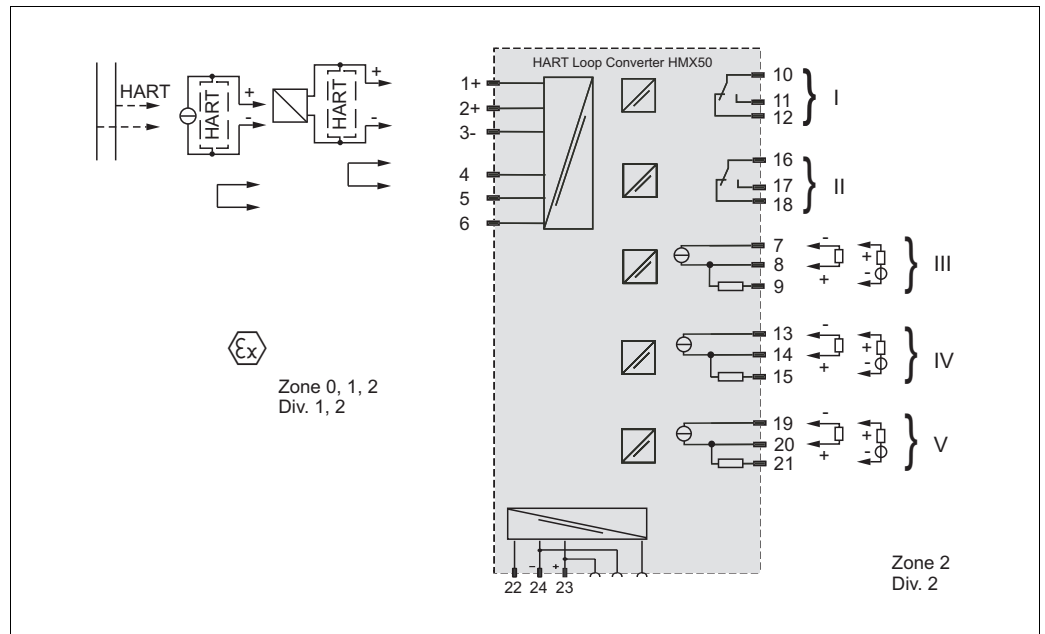 HART Loop Converter HMX50
HART
HART
HART
+
-
+
-
1+
2+
3-
4
5
6
10
11
12
I
16
17
18
II
7
8
9
-
+
+
-
III
13
14
15
-
+
+
-
IV
19
20
21
-
+
+
-
V
Ex
Zone 0, 1, 2
Div. 1, 2
-
+
22 24 23
Zone 2
Div. 2